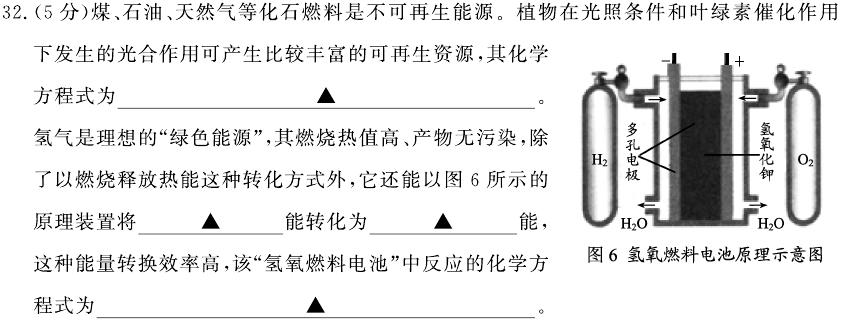 32.(5分)煤、石油、天然气等化石燃料是不可再生能源。植物在光照条件和叶绿素催化作用
下发生的光合作用可产生比较丰富的可再生资源,其化学
方程式为▲。
氢气是理想的“绿色能源”,其燃烧热值高、产物无污染,除
了以燃烧释放热能这种转化方式外,它还能以图6所示的
原理装置将▲能转化为▲能,
这种能量转换效率高,该“氢氧燃料电池”中反应的化学方
程式为▲。
- +
H₂
多孔电极
氢氧化钾
O₂
H₂O
H₂O
图6 氢氧燃料电池原理示意图